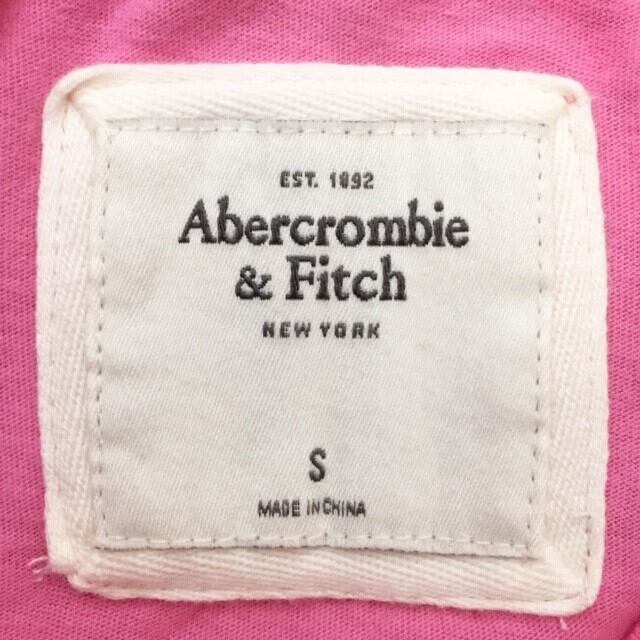 EST. 1892
Abercrombie
& Fitch
NEW YORK
S
MADE IN CHINA